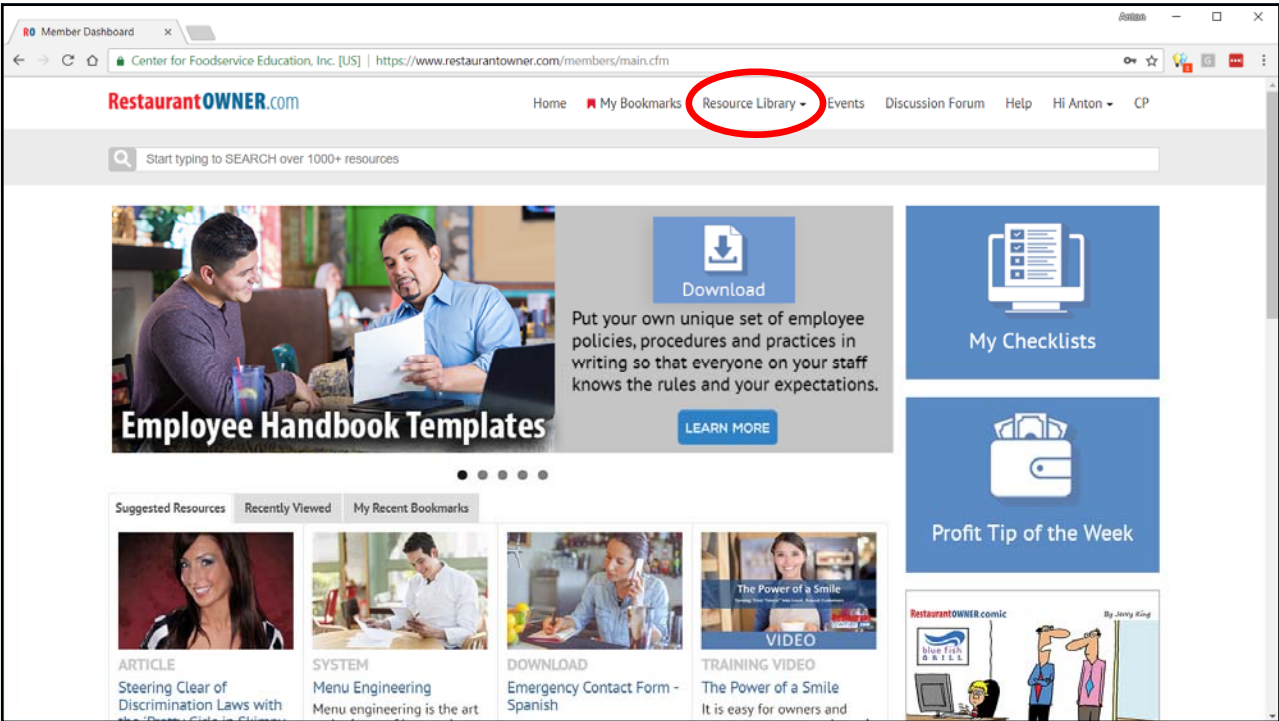 Anton
RO Member Dashboard
Center for Foodservice Education, Inc. [US] | https://www.restaurantowner.com/members/main.cfm
RestaurantOWNER.com
Home My Bookmarks Resource Library Events Discussion Forum Help Hi Anton CP
Start typing to SEARCH over 1000+ resources
Download
Put your own unique set of employee
policies, procedures and practices in
writing so that everyone on your staff
knows the rules and your expectations.
LEARN MORE
Employee Handbook Templates
My Checklists
Profit Tip of the Week
Suggested Resources Recently Viewed My Recent Bookmarks
ARTICLE
Steering Clear of
Discrimination Laws with
the 'Pretty Girls in Skimpy
SYSTEM
Menu Engineering
Menu engineering is the art
DOWNLOAD
Emergency Contact Form -
Spanish
The Power of a Smile
VIDEO
TRAINING VIDEO
The Power of a Smile
It is easy for owners and
RestaurantOWNER.comic
By Jerry King
blue fish
GRILL